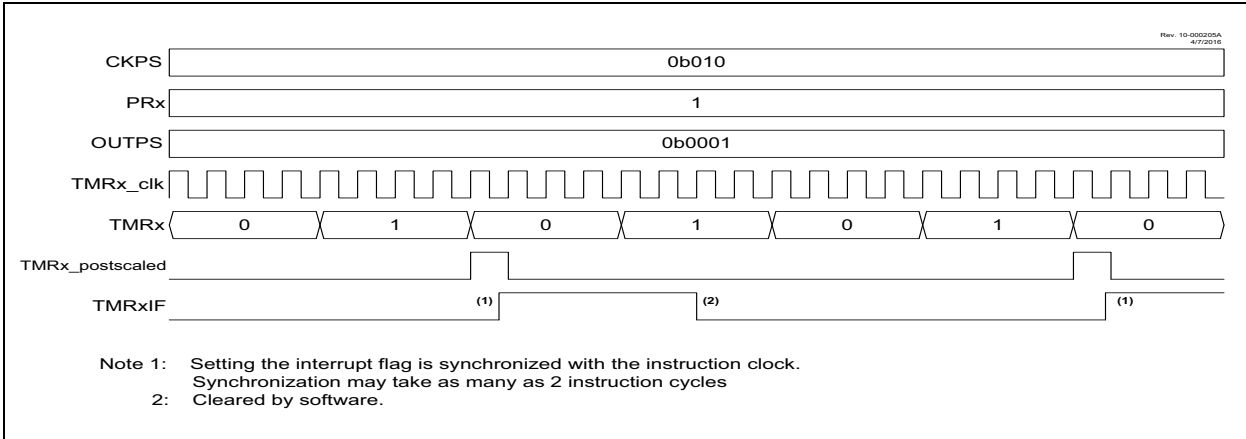 Rev. 10-000205A
4/7/2016
CKPS 0b010
PRx 1
OUTPS 0b0001
TMRx_clk
TMRx 0 1 0 1 0 1 0
TMRx_postscaled
TMRxIF (1) (2) (1)
Note 1: Setting the interrupt flag is synchronized with the instruction clock.
Synchronization may take as many as 2 instruction cycles
2: Cleared by software.